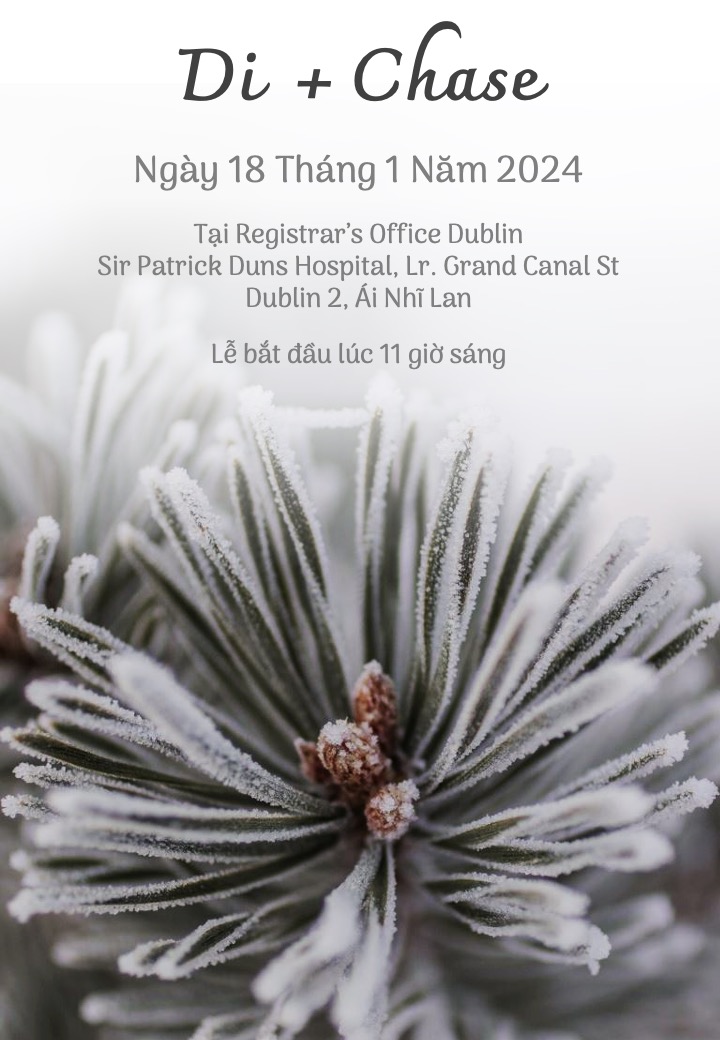 Di + Chase
Ngày 18 Tháng 1 Năm 2024
Tại Registrar’s Office Dublin
Sir Patrick Duns Hospital, Lr. Grand Canal St
Dublin 2, Ái Nhĩ Lan
Lễ bắt đầu lúc 11 giờ sáng